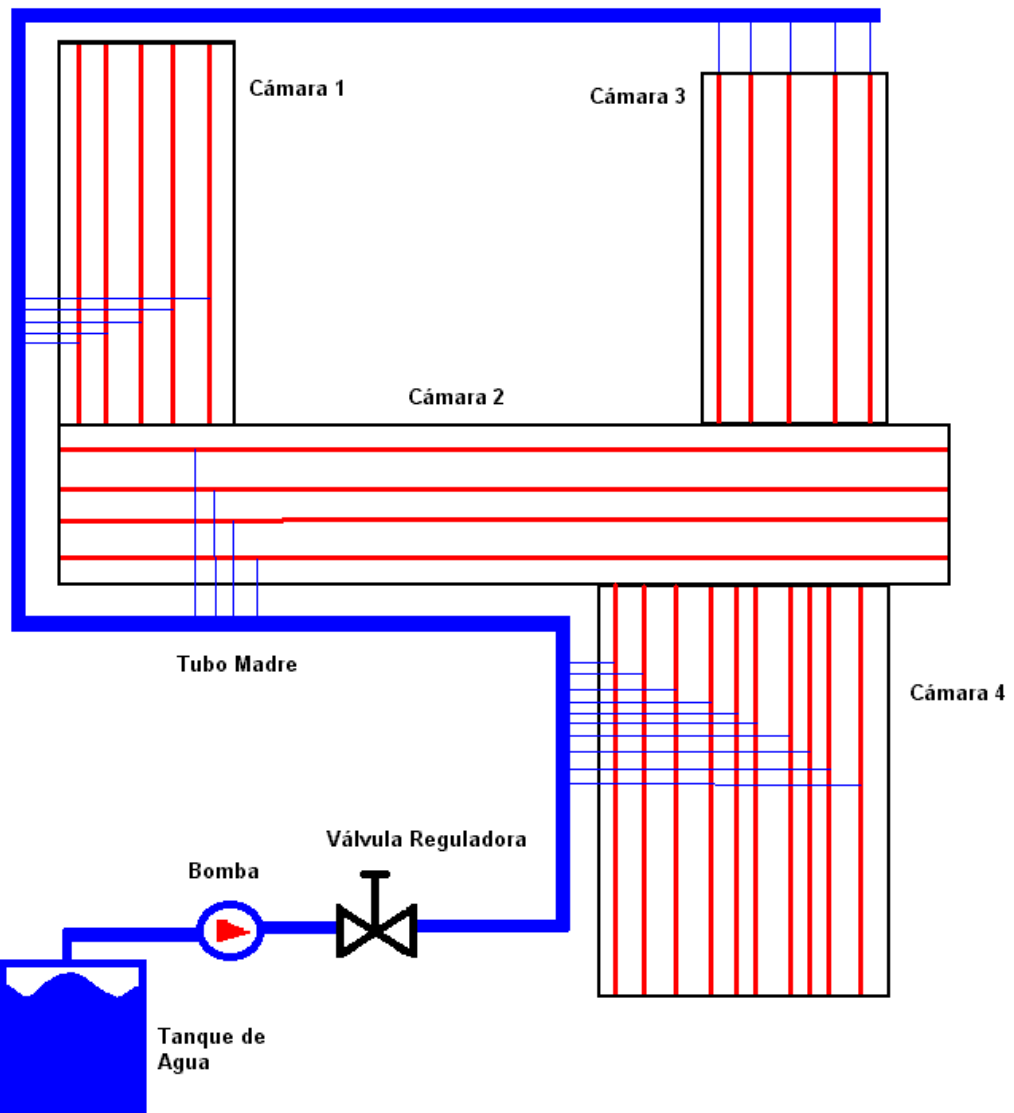 Cámara 1
Cámara 3
Cámara 2
Tubo Madre
Cámara 4
Válvula Reguladora
Bomba
Tanque de
Agua